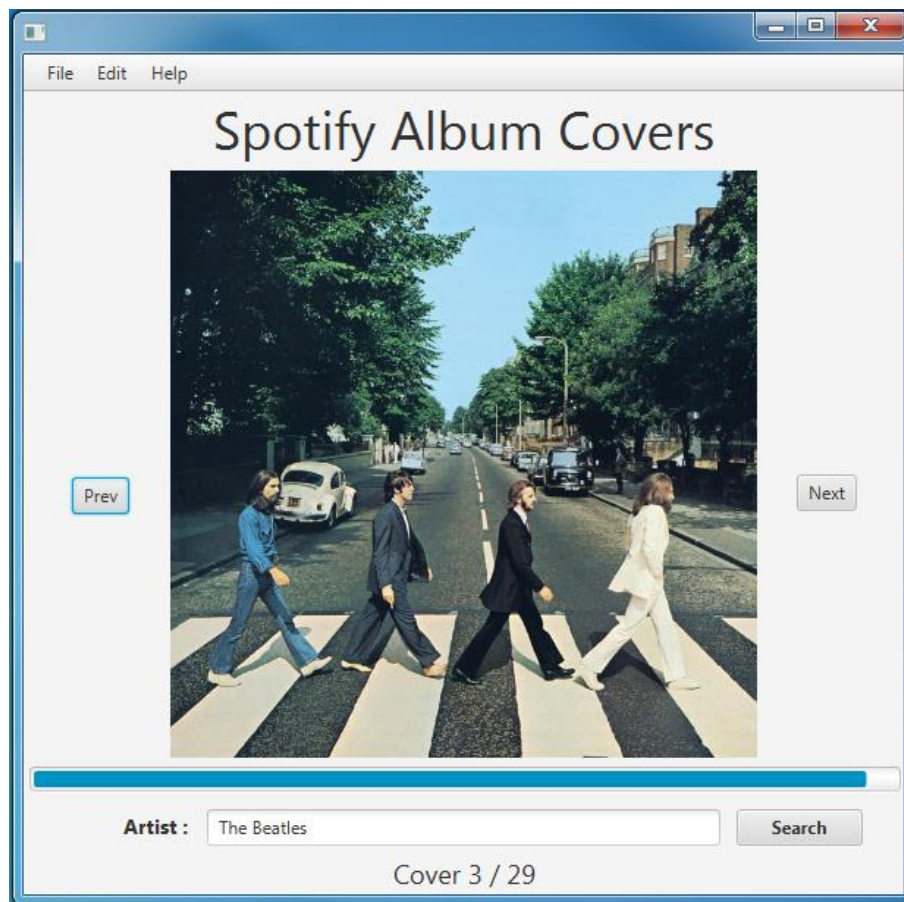 File Edit Help
Spotify Album Covers
Prev
Next
Artist : The Beatles Search
Cover 3 / 29